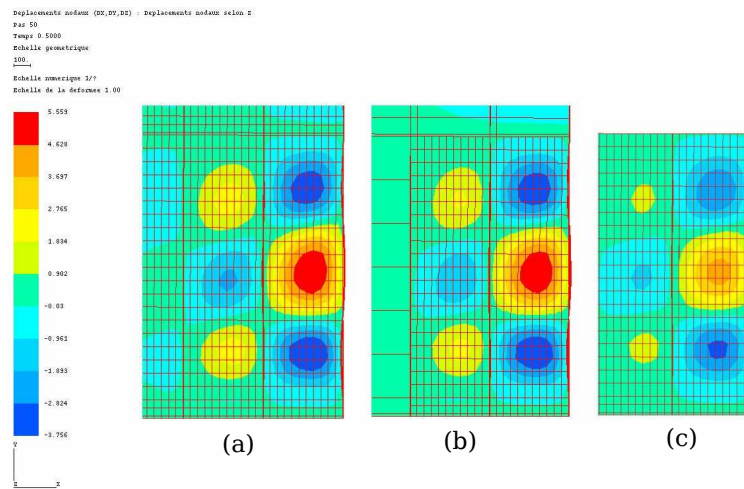 Deplacements nodaux (DX,DY,DZ) : Deplacements nodaux selon Z
Pas 50
Temps 0.5000
Echelle geometrique
100.
Echelle numerique 1/?
Echelle de la deformee 1.00
5.559
4.628
3.697
2.765
1.834
0.902
-0.03
-0.961
-1.893
-2.824
-3.756
Y
Z X
(a)
(b)
(c)